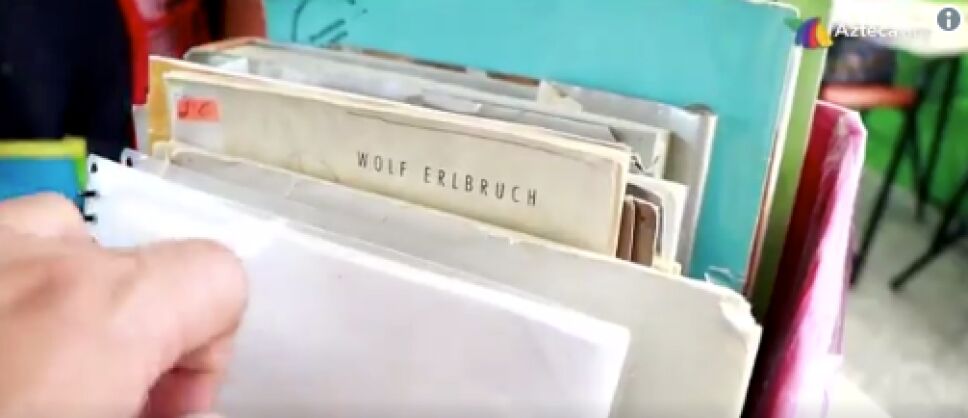 Azteca
J.C.
WOLF ERLBRUCH